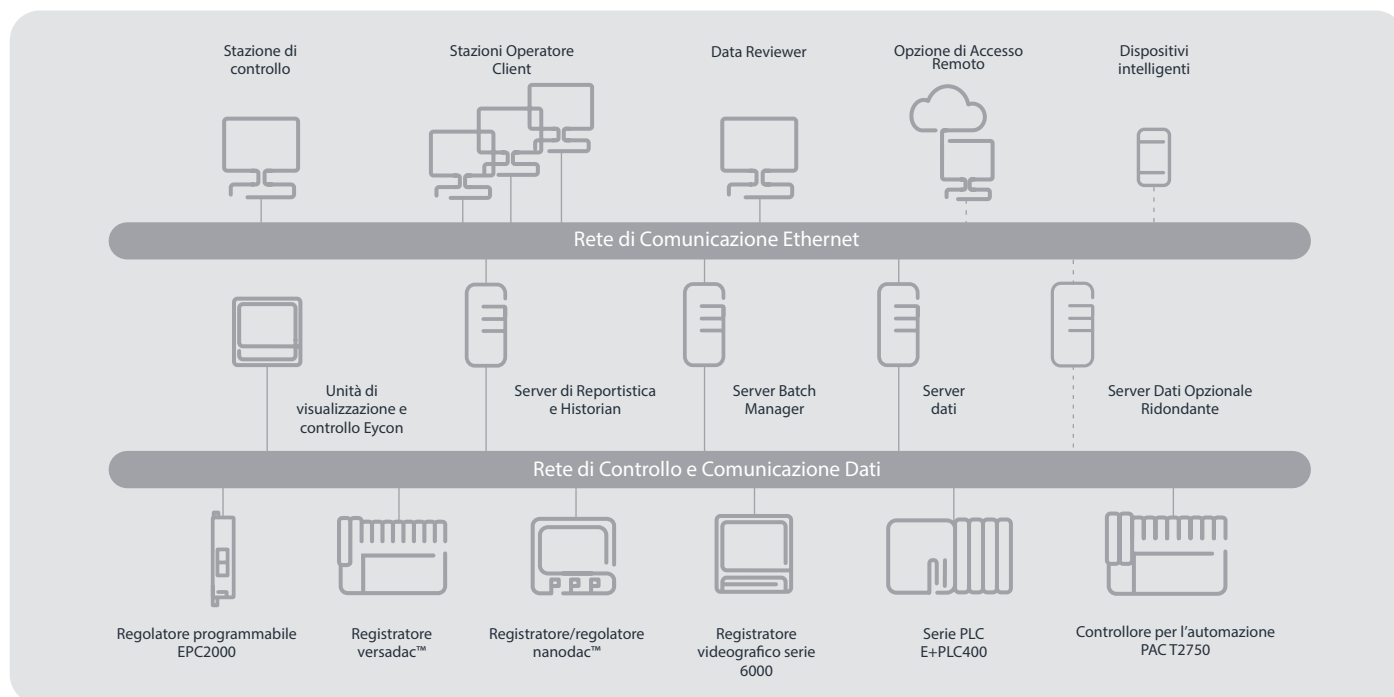 Stazione di
controllo
Stazioni Operatore
Client
Data Reviewer
Opzione di Accesso
Remoto
Dispositivi
intelligenti
Rete di Comunicazione Ethernet
Unità di
visualizzazione e
controllo Eycon
Server di Reportistica
e Historian
Server Batch
Manager
Server
dati
Server Dati Opzionale
Ridondante
Rete di Controllo e Comunicazione Dati
Regolatore programmabile
EPC2000
Registratore
versadac™
Registratore/regolatore
nanodac™
Registratore
videografico serie
6000
Serie PLC
E+PLC400
Controllore per l'automazione
PAC T2750